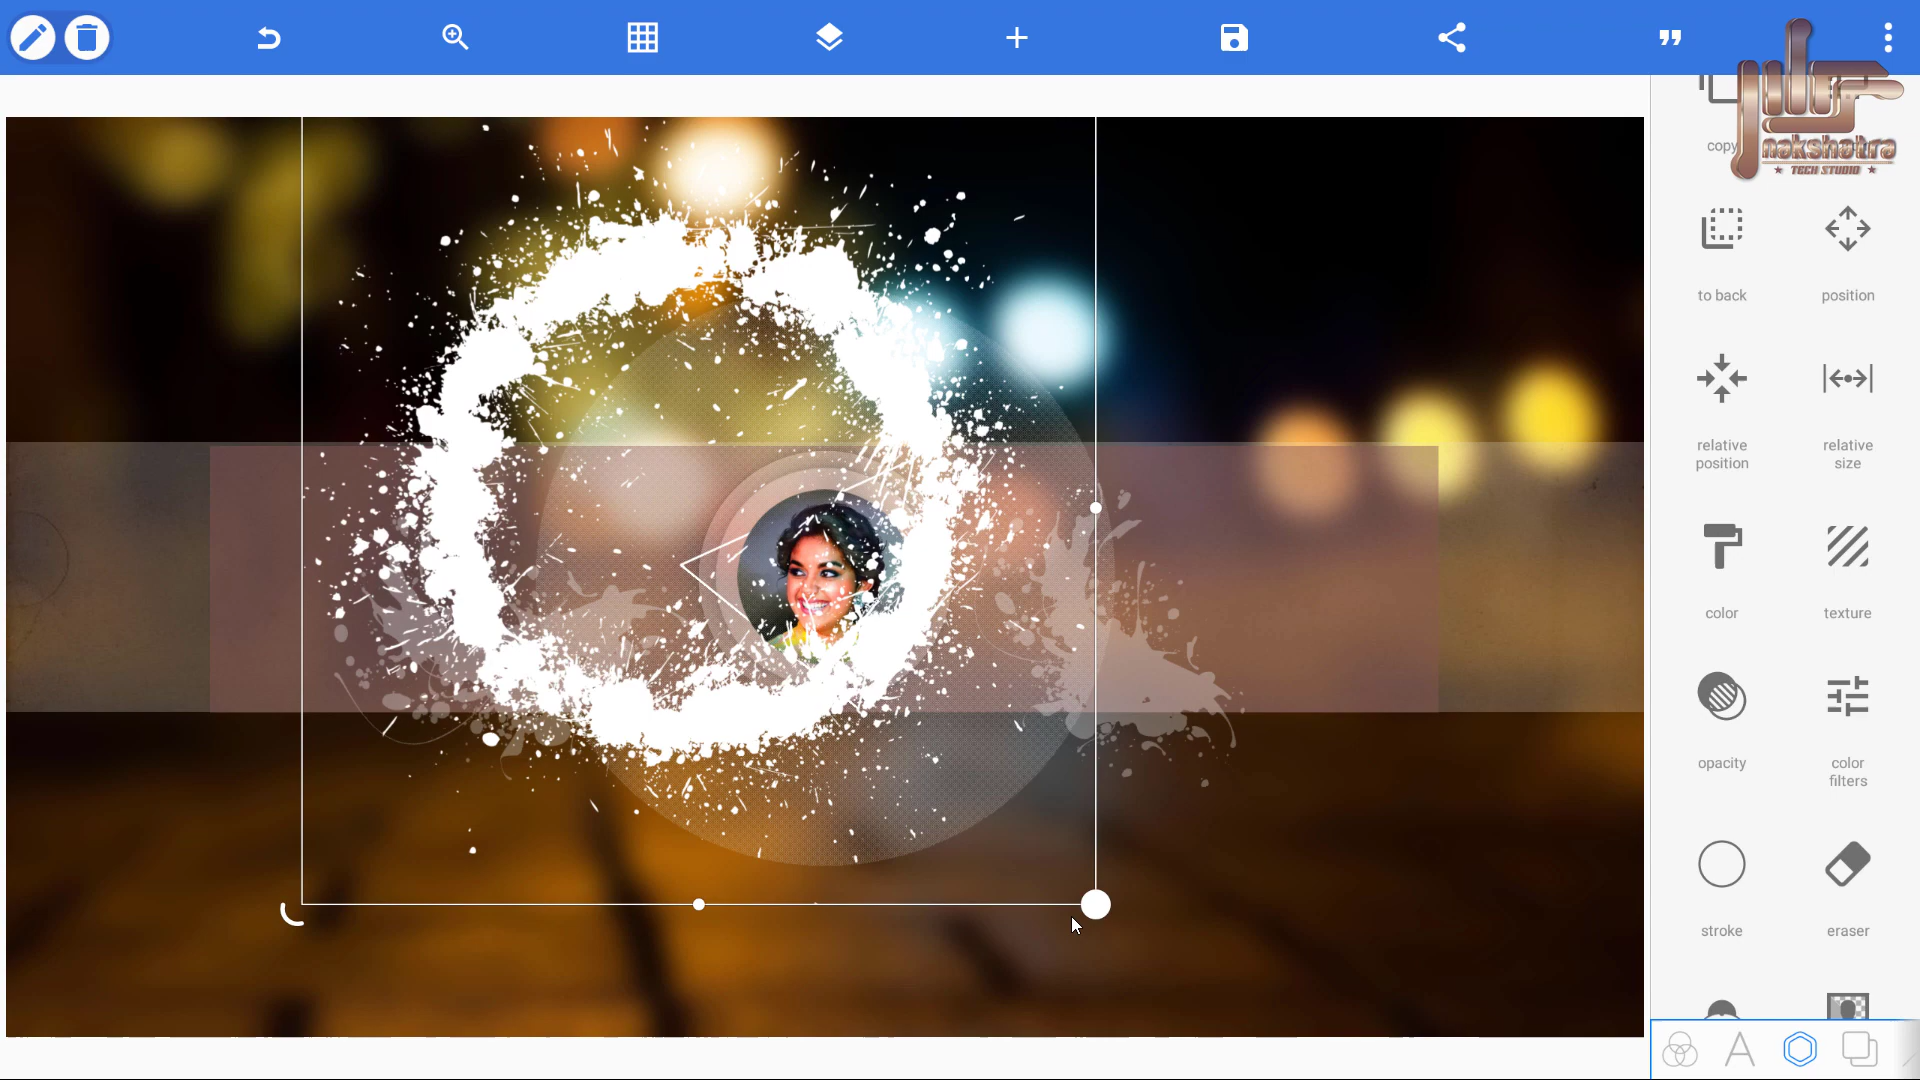 copy
nakshatra
★ TECH STUDIO ★
to back
position
relative
position
relative
size
color
texture
opacity
color
filters
stroke
eraser